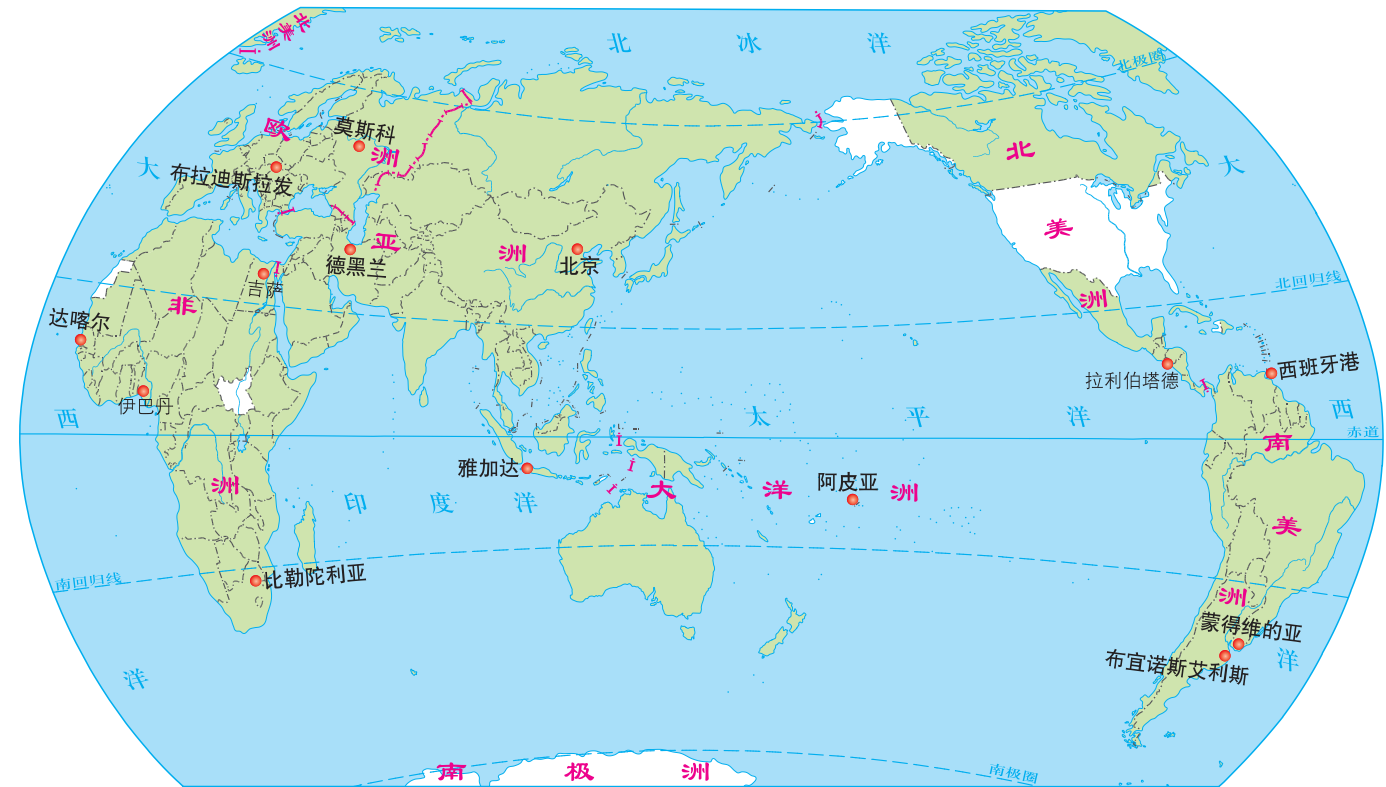 北美洲
北冰洋
北极圈
欧洲
莫斯科
布拉迪斯拉发
大西洋
北美洲
大西洋
亚洲
德黑兰
北京
吉萨
非洲
北回归线
达喀尔
伊巴丹
拉利伯塔德
西班牙港
太平洋
赤道
雅加达
印度洋
大洋洲
阿皮亚
南美洲
南回归线
比勒陀利亚
蒙得维的亚
布宜诺斯艾利斯
南极洲
南极圈